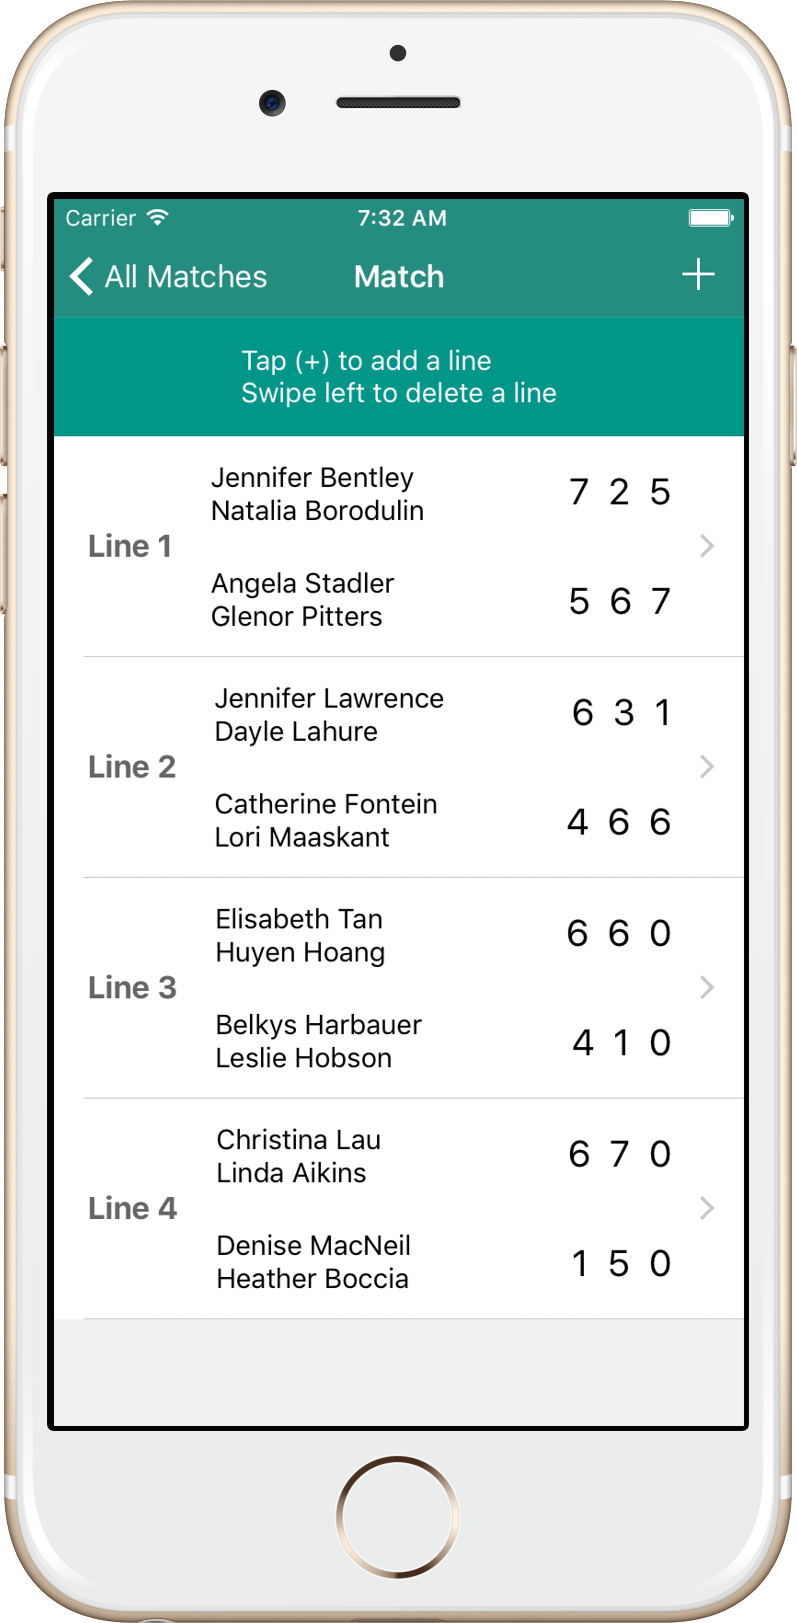 Carrier
7:32 AM
All Matches
Match
Tap (+) to add a line
Swipe left to delete a line
Line 1
Jennifer Bentley
Natalia Borodulin
7 2 5
Angela Stadler
Glenor Pitters
5 6 7
Line 2
Jennifer Lawrence
Dayle Lahure
6 3 1
Catherine Fontein
Lori Maaskant
4 6 6
Line 3
Elisabeth Tan
Huyen Hoang
6 6 0
Belkys Harbauer
Leslie Hobson
4 1 0
Line 4
Christina Lau
Linda Aikins
6 7 0
Denise MacNeil
Heather Boccia
1 5 0